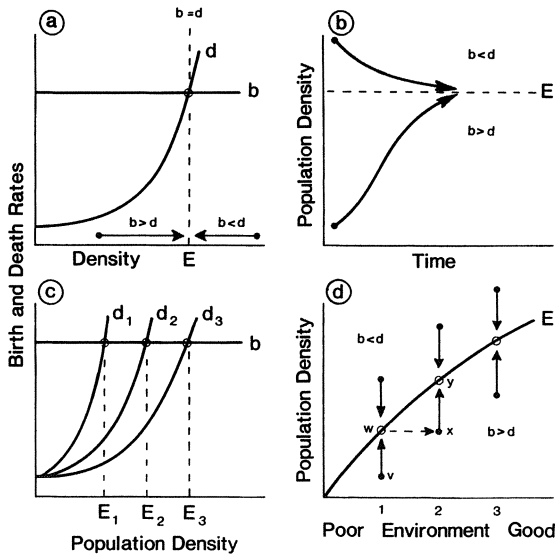 a
b = d
d
b
b>d
b<d
Density
E
Birth and Death Rates
b
Population Density
b<d
E
b>d
Time
c
d1
d2
d3
b
E1
E2
E3
Population Density
d
Population Density
E
b<d
y
w
x
b>d
v
1
2
3
Poor
Environment
Good